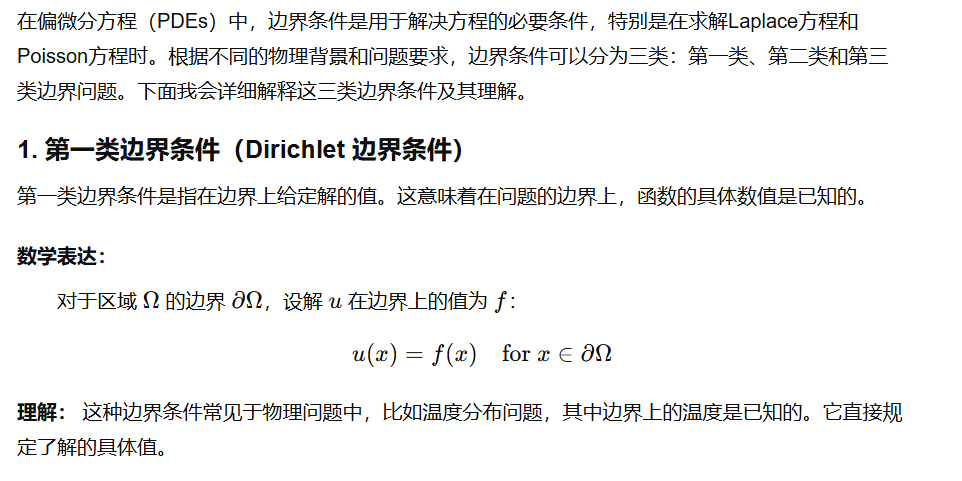 在偏微分方程（PDEs）中，边界条件是用于解决方程的必要条件，特别是在求解Laplace方程和
Poisson方程时。根据不同的物理背景和问题要求，边界条件可以分为三类：第一类、第二类和第三
类边界问题。下面我会详细解释这三类边界条件及其理解。
1. 第一类边界条件（Dirichlet 边界条件）
第一类边界条件是指在边界上给定解的值。这意味着在问题的边界上，函数的具体数值是已知的。
数学表达：
对于区域 Ω 的边界 ∂Ω，设解 u 在边界上的值为 f：
u(x) = f(x) for x ∈ ∂Ω
理解： 这种边界条件常见于物理问题中，比如温度分布问题，其中边界上的温度是已知的。它直接规
定了解的具体值。